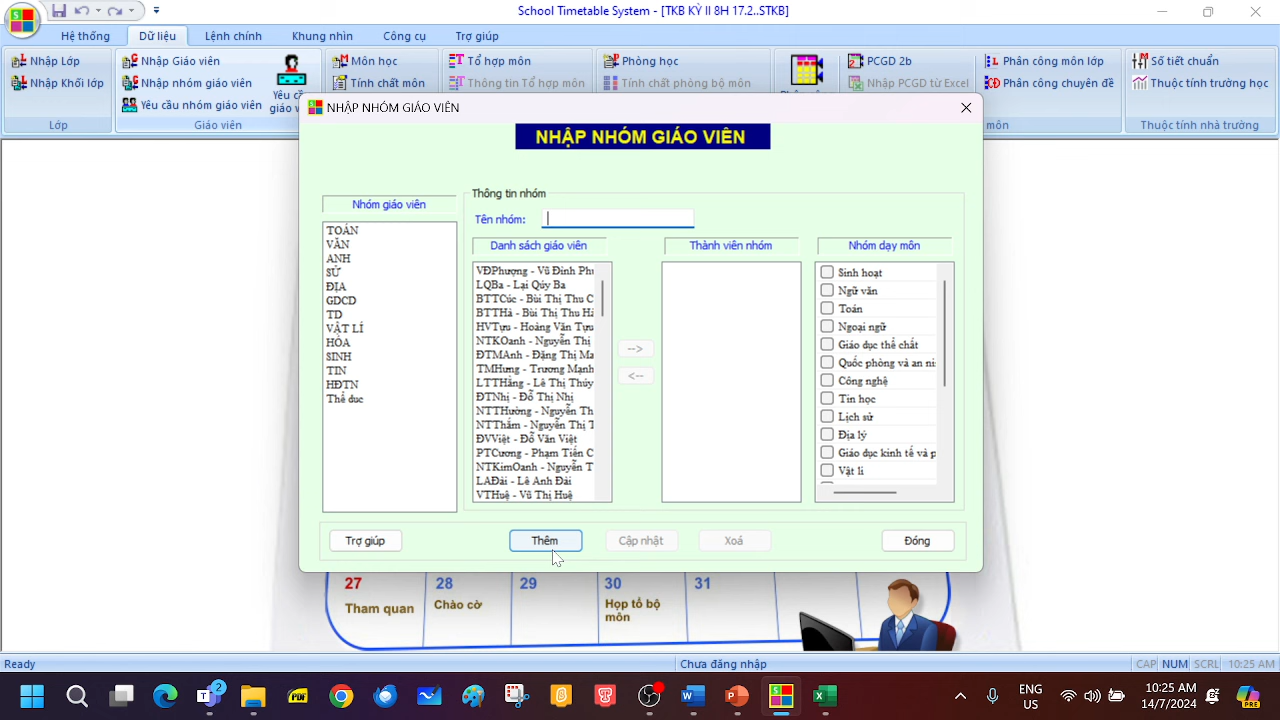 School Timetable System - [TKB KỲ II 8H 17.2..STKB]
Hệ thống Dữ liệu Lệnh chính Khung nhìn Công cụ Trợ giúp
Nhập Lớp
Nhập Khối lớp
Lớp
Nhập Giáo viên
Nhập nhóm giáo viên
Yêu cầu nhóm giáo viên
Giáo viên
Môn học
Tính chất môn
Tổ hợp môn
Thông tin Tổ hợp môn
Phòng học
Tính chất phòng bộ môn
PCGD 2b
Nhập PCGD từ Excel
Phân công môn lớp
Phân công chuyên đề
môn
Số tiết chuẩn
Thuộc tính trường
Thuộc tính nhà trường
NHẬP NHÓM GIÁO VIÊN
NHẬP NHÓM GIÁO VIÊN
Nhóm giáo viên
TOÁN
VĂN
ANH
SỬ
ĐỊA
GDCD
TD
VẬT LÍ
HÓA
SINH
TIN
HĐTN
Thể duc
Thông tin nhóm
Tên nhóm:
Danh sách giáo viên
VĐPhượng - Vũ Đình
LQBa - Lại Qúy Ba
BTTCúc - Bùi Thị Thu
BTTHà - Bùi Thị Thu
HVTựu - Hoàng Văn
NTKOanh - Nguyễn Thị
ĐTMAnh - Đặng Thị
TMHưng - Trương Mạnh
LTTHằng - Lê Thị Thúy
ĐTNhị - Đỗ Thị Nhị
NTTHường - Nguyễn
NTThắm - Nguyễn Thị
ĐVViệt - Đỗ Văn Việt
PTCương - Phạm Tiến
NTKimOanh - Nguyễn
LAĐài - Lê Anh Đài
VTHuệ - Vũ Thị Huệ
-->
<--
Thành viên nhóm
Nhóm dạy môn
Sinh hoạt
Ngữ văn
Toán
Ngoại ngữ
Giáo dục thể chất
Quốc phòng và an
Công nghệ
Tin học
Lịch sử
Địa lý
Giáo dục kinh tế và
Vật lí
Trợ giúp Thêm Cập nhật Xoá Đóng
27 28 29 30 31
Tham quan Chào cờ Họp tổ bộ
môn
Ready Chưa đăng nhập CAP NUM SCRL 10:25 AM
ENG
US
10:25 AM
14/7/2024